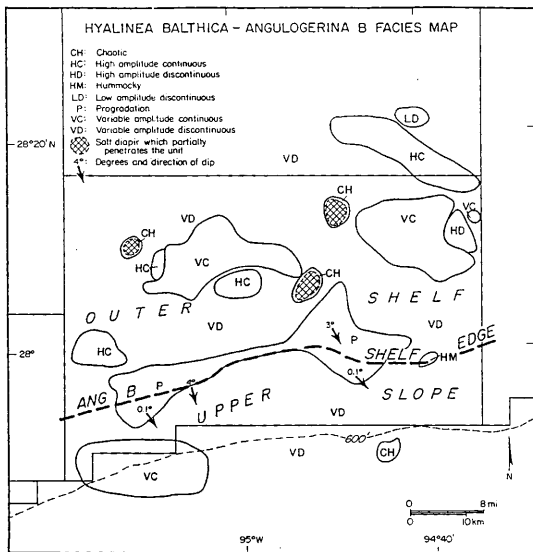 HYALINEA BALTHICA - ANGULOGERINA B FACIES MAP
CH: Chaotic
HC: High amplitude continuous
HD: High amplitude discontinuous
HM: Hummocky
LD: Low amplitude discontinuous
P: Progradation
VC: Variable amplitude continuous
VD: Variable amplitude discontinuous
Salt diapir which partially
penetrates the unit
4° Degrees and direction of dip
28°20'N
LD
VD
HC
CH
VC
VC
HD
CH
VD
HC
VC
HC
CH
OUTER
SHELF
VD
3°
P
VD
28°
HC
SHELF
EDGE
HM
ANG B
P
4°
0.1°
0.1°
UPPER
SLOPE
VD
600'
VC
VD
CH
N
0 8 mi
0 10 km
95°W
94°40'